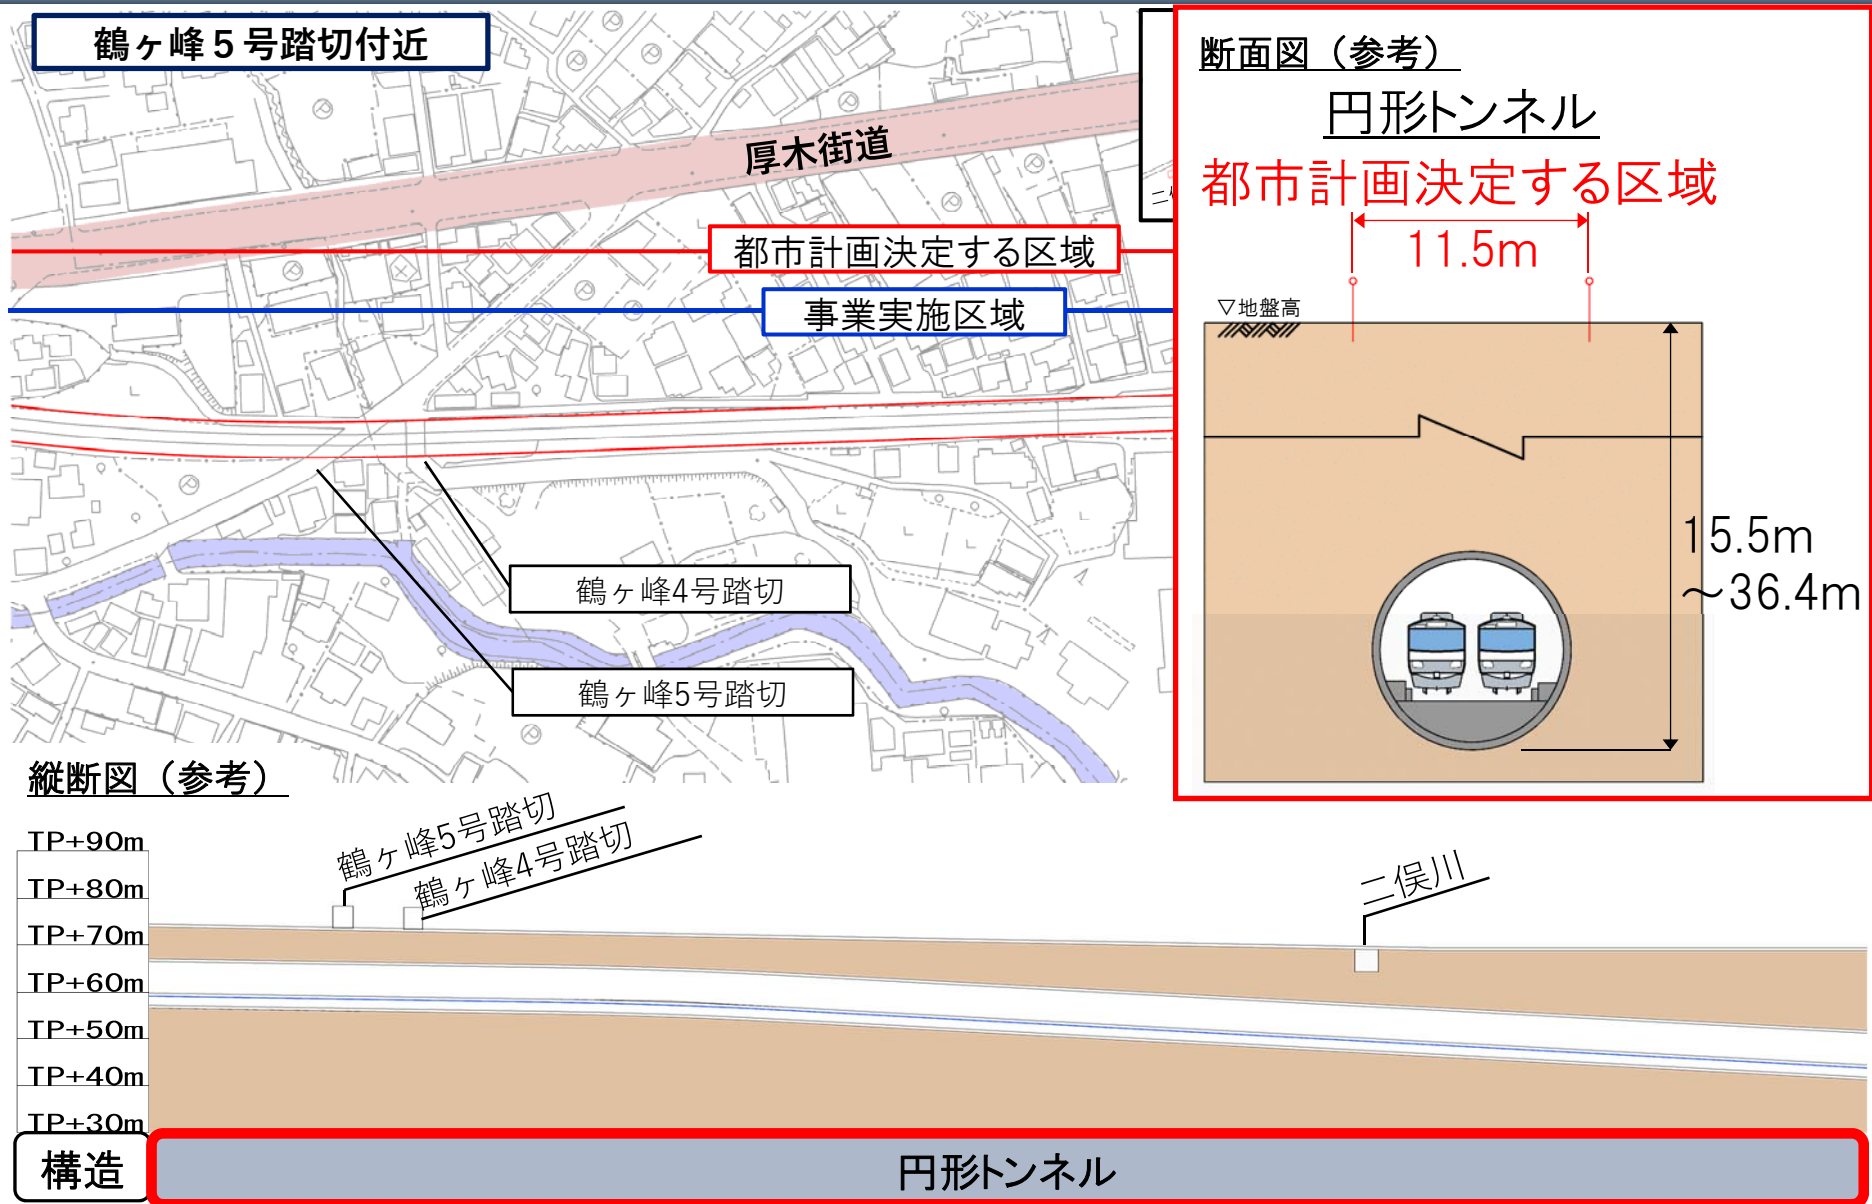 鶴ヶ峰５号踏切付近
厚木街道
都市計画決定する区域
事業実施区域
鶴ヶ峰4号踏切
鶴ヶ峰5号踏切
断面図（参考）
円形トンネル
都市計画決定する区域
11.5m
▽地盤高
15.5m
～36.4m
縦断図（参考）
TP+90m
TP+80m
TP+70m
TP+60m
TP+50m
TP+40m
TP+30m
鶴ヶ峰5号踏切
鶴ヶ峰4号踏切
二俣川
構造
円形トンネル